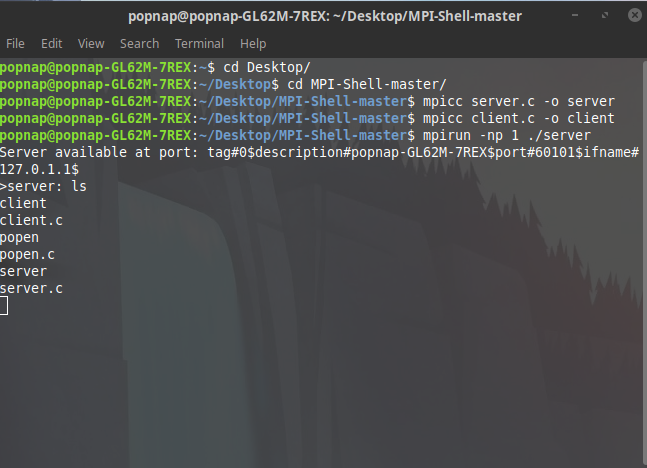 popnap@popnap-GL62M-7REX: ~/Desktop/MPI-Shell-master
File Edit View Search Terminal Help
popnap@popnap-GL62M-7REX:~$ cd Desktop/
popnap@popnap-GL62M-7REX:~/Desktop$ cd MPI-Shell-master/
popnap@popnap-GL62M-7REX:~/Desktop/MPI-Shell-master$ mpicc server.c -o server
popnap@popnap-GL62M-7REX:~/Desktop/MPI-Shell-master$ mpicc client.c -o client
popnap@popnap-GL62M-7REX:~/Desktop/MPI-Shell-master$ mpirun -np 1 ./server
Server available at port: tag#0$description#popnap-GL62M-7REX$port#60101$ifname#
127.0.1.1$
>server: ls
client
client.c
popen
popen.c
server
server.c